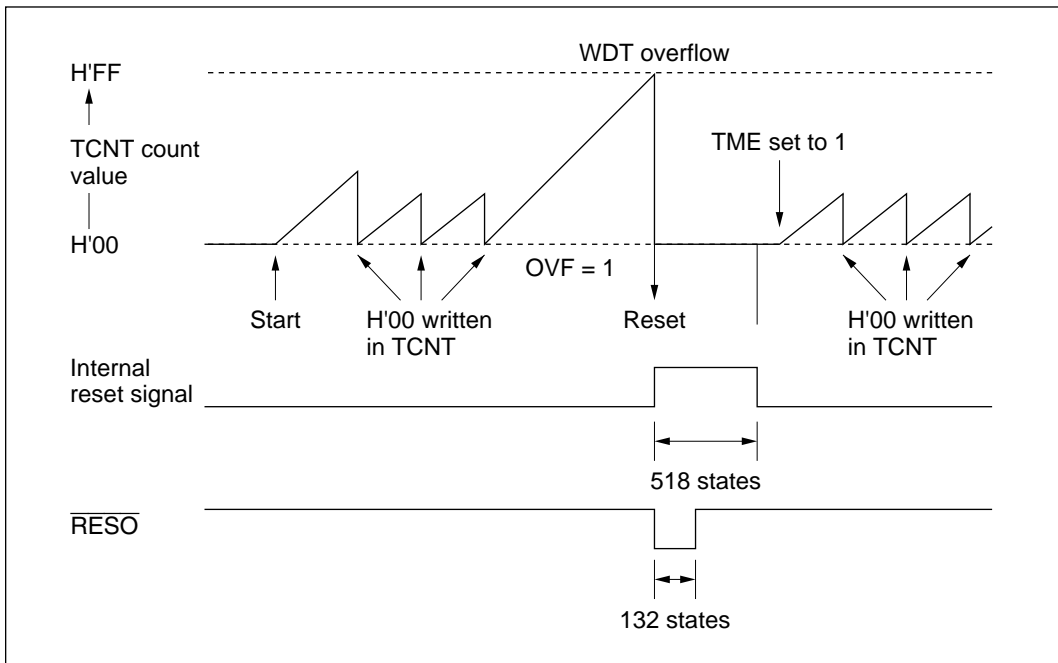 WDT overflow
H'FF
TCNT count
value
TME set to 1
H'00
OVF = 1
Start
H'00 written
in TCNT
Reset
H'00 written
in TCNT
Internal
reset signal
518 states
RESO
132 states